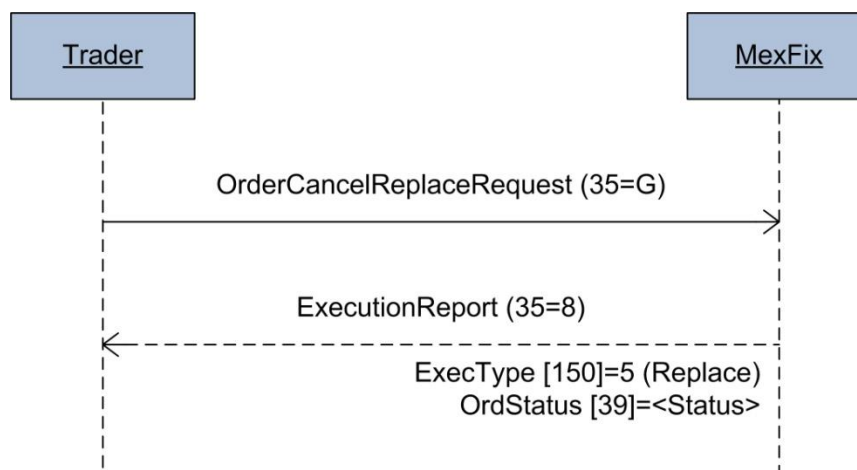 Trader
MexFix
OrderCancelReplaceRequest (35=G)
ExecutionReport (35=8)
ExecType [150]=5 (Replace)
OrdStatus [39]=<Status>